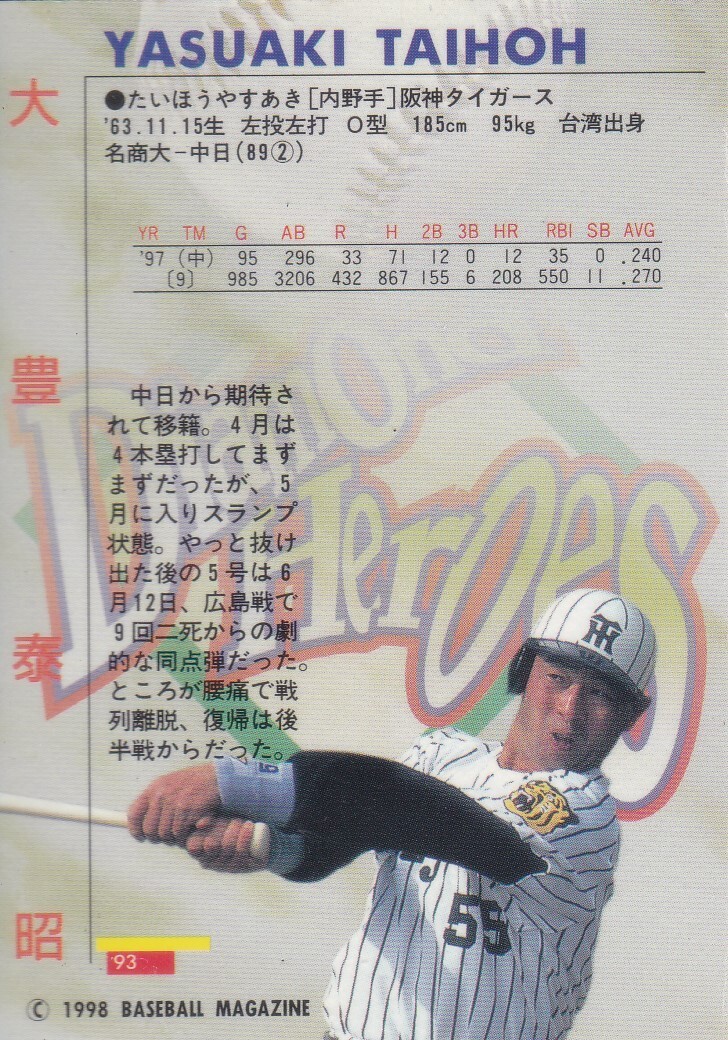 YASUAKI TAIHOH
大豊泰昭
●たいほうやすあき[内野手]阪神タイガース
'63.11.15生 左投左打 O型 185cm 95kg 台湾出身
名商大-中日(89②)
YR TM G AB R H 2B 3B HR RBI SB AVG
'97 (中) 95 296 33 71 12 0 12 35 0 .240
〔9〕 985 3206 432 867 155 6 208 550 11 .270
中日から期待さ
れて移籍。4月は
4本塁打してまず
まずだったが、5
月に入りスランプ
状態。やっと抜け
出た後の5号は6
月12日、広島戦で
9回二死からの劇
的な同点弾だった。
ところが腰痛で戦
列離脱、復帰は後
半戦からだった。
Diamond
Heroes
55
'93
© 1998 BASEBALL MAGAZINE